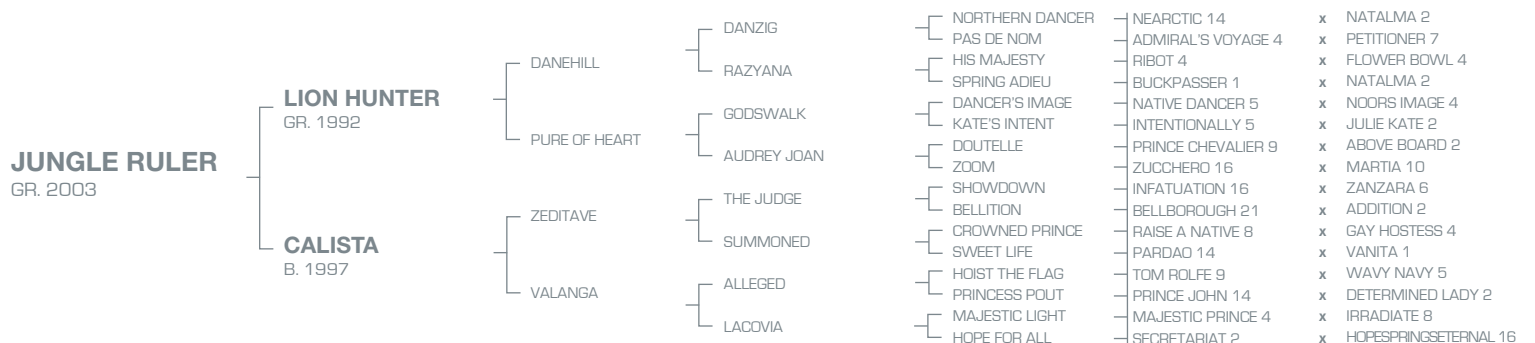 JUNGLE RULER
GR. 2003
LION HUNTER
GR. 1992
CALISTA
B. 1997
DANEHILL
PURE OF HEART
ZEDITAVE
VALANGA
DANZIG
RAZYANA
GODSWALK
AUDREY JOAN
THE JUDGE
SUMMONED
ALLEGED
LACOVIA
NORTHERN DANCER NEARCTIC 14 x NATALMA 2
PAS DE NOM ADMIRAL'S VOYAGE 4 x PETITIONER 7
HIS MAJESTY RIBOT 4 x FLOWER BOWL 4
SPRING ADIEU BUCKPASSER 1 x NATALMA 2
DANCER'S IMAGE NATIVE DANCER 5 x NOORS IMAGE 4
KATE'S INTENT INTENTIONALLY 5 x JULIE KATE 2
DOUTELLE PRINCE CHEVALIER 9 x ABOVE BOARD 2
ZOOM ZUCCHERO 16 x MARTIA 10
SHOWDOWN INFATUATION 16 x ZANZARA 6
BELLITION BELLBOROUGH 21 x ADDITION 2
CROWNED PRINCE RAISE A NATIVE 8 x GAY HOSTESS 4
SWEET LIFE PARDAO 14 x VANITA 1
HOIST THE FLAG TOM ROLFE 9 x WAVY NAVY 5
PRINCESS POUT PRINCE JOHN 14 x DETERMINED LADY 2
MAJESTIC LIGHT MAJESTIC PRINCE 4 x IRRADIATE 8
HOPE FOR ALL SECRETARIAT 2 x HOPESPRINGSETERNAL 16